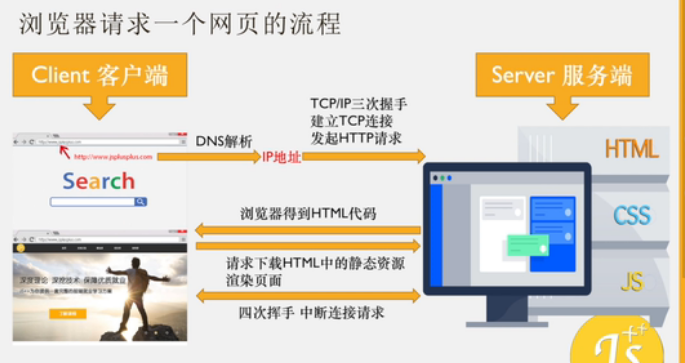 浏览器请求一个网页的流程
Client 客户端
Server 服务端
TCP/IP三次握手
建立TCP连接
发起HTTP请求
DNS解析
IP地址
http://www.jsplusplus.com
Search
HTML
CSS
JS
浏览器得到HTML代码
请求下载HTML中的静态资源
渲染页面
深度理论·深挖技术·保障优质就业
四次挥手 中断连接请求
Js++